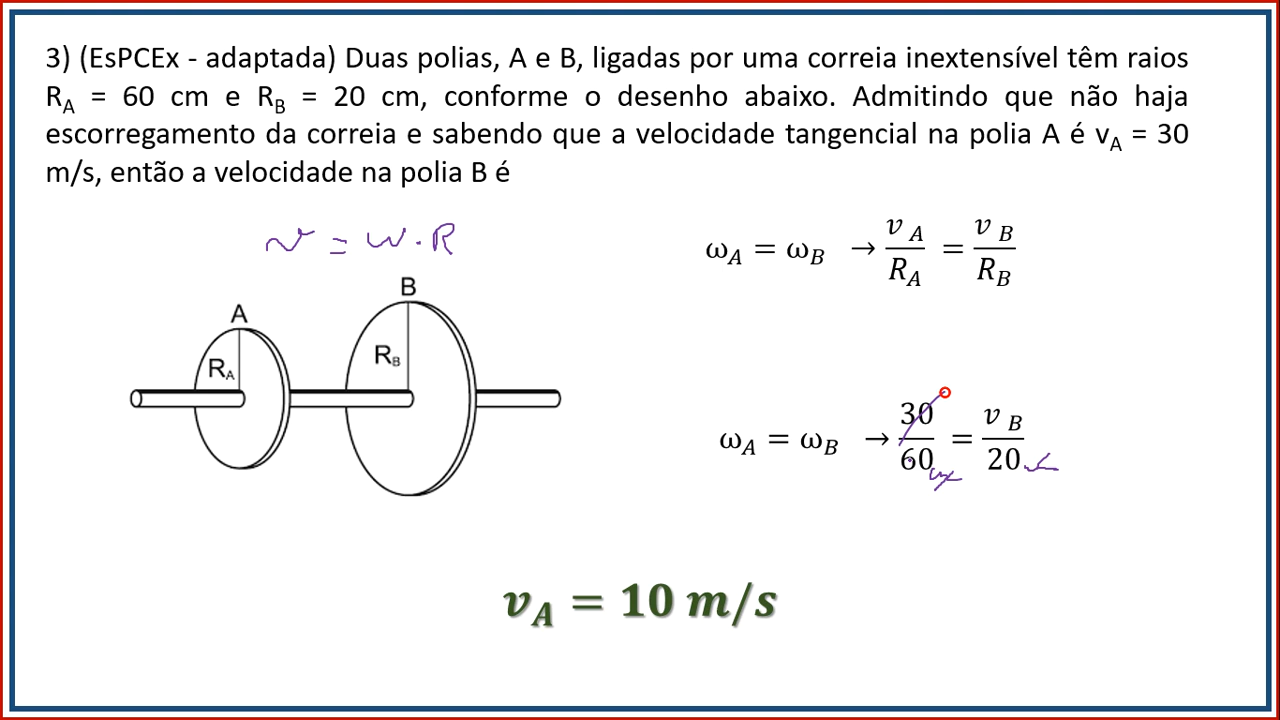 3) (EsPCEx - adaptada) Duas polias, A e B, ligadas por uma correia inextensível têm raios
R_A = 60 cm e R_B = 20 cm, conforme o desenho abaixo. Admitindo que não haja
escorregamento da correia e sabendo que a velocidade tangencial na polia A é v_A = 30
m/s, então a velocidade na polia B é
v = W . R
ω_A = ω_B → v_A/R_A = v_B/R_B
B
A
R_B
R_A
ω_A = ω_B → 30/60 = v_B/20
v_A = 10 m/s